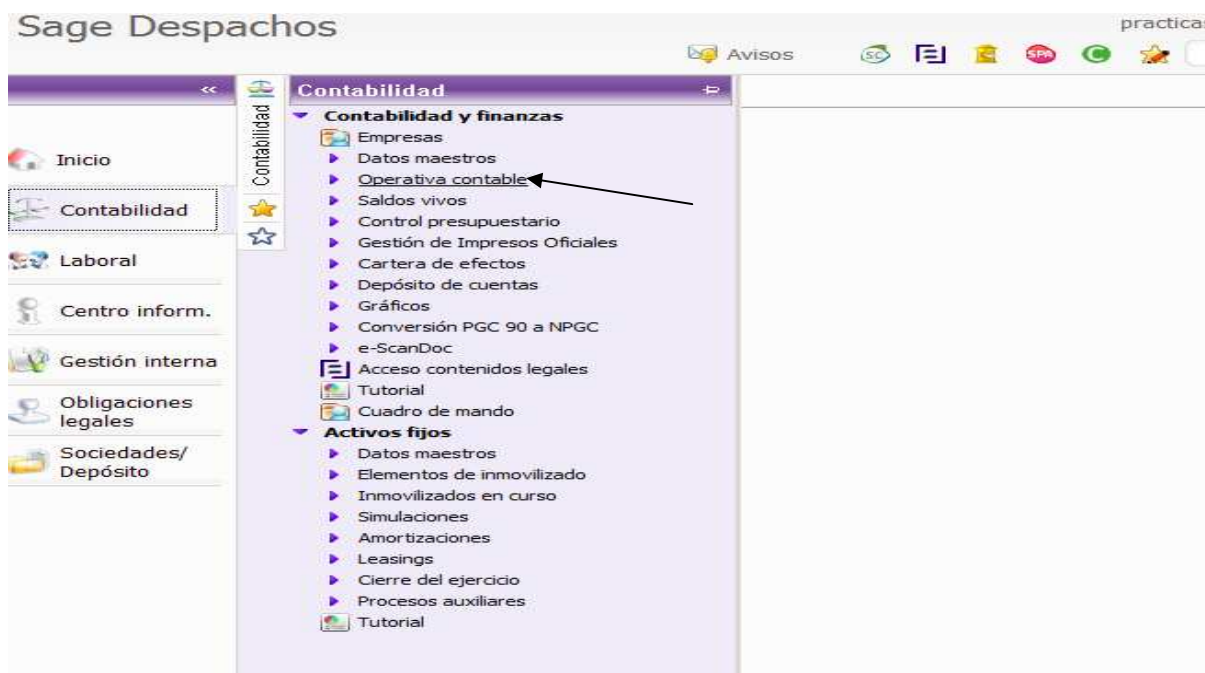 Sage Despachos
practicas
Avisos
SC
SPA
C
Inicio
Contabilidad
Laboral
Centro inform.
Gestión interna
Obligaciones
legales
Sociedades/
Depósito
Contabilidad
Contabilidad
Contabilidad y finanzas
Empresas
Datos maestros
Operativa contable
Saldos vivos
Control presupuestario
Gestión de Impresos Oficiales
Cartera de efectos
Depósito de cuentas
Gráficos
Conversión PGC 90 a NPGC
e-ScanDoc
Acceso contenidos legales
Tutorial
Cuadro de mando
Activos fijos
Datos maestros
Elementos de inmovilizado
Inmovilizados en curso
Simulaciones
Amortizaciones
Leasings
Cierre del ejercicio
Procesos auxiliares
Tutorial